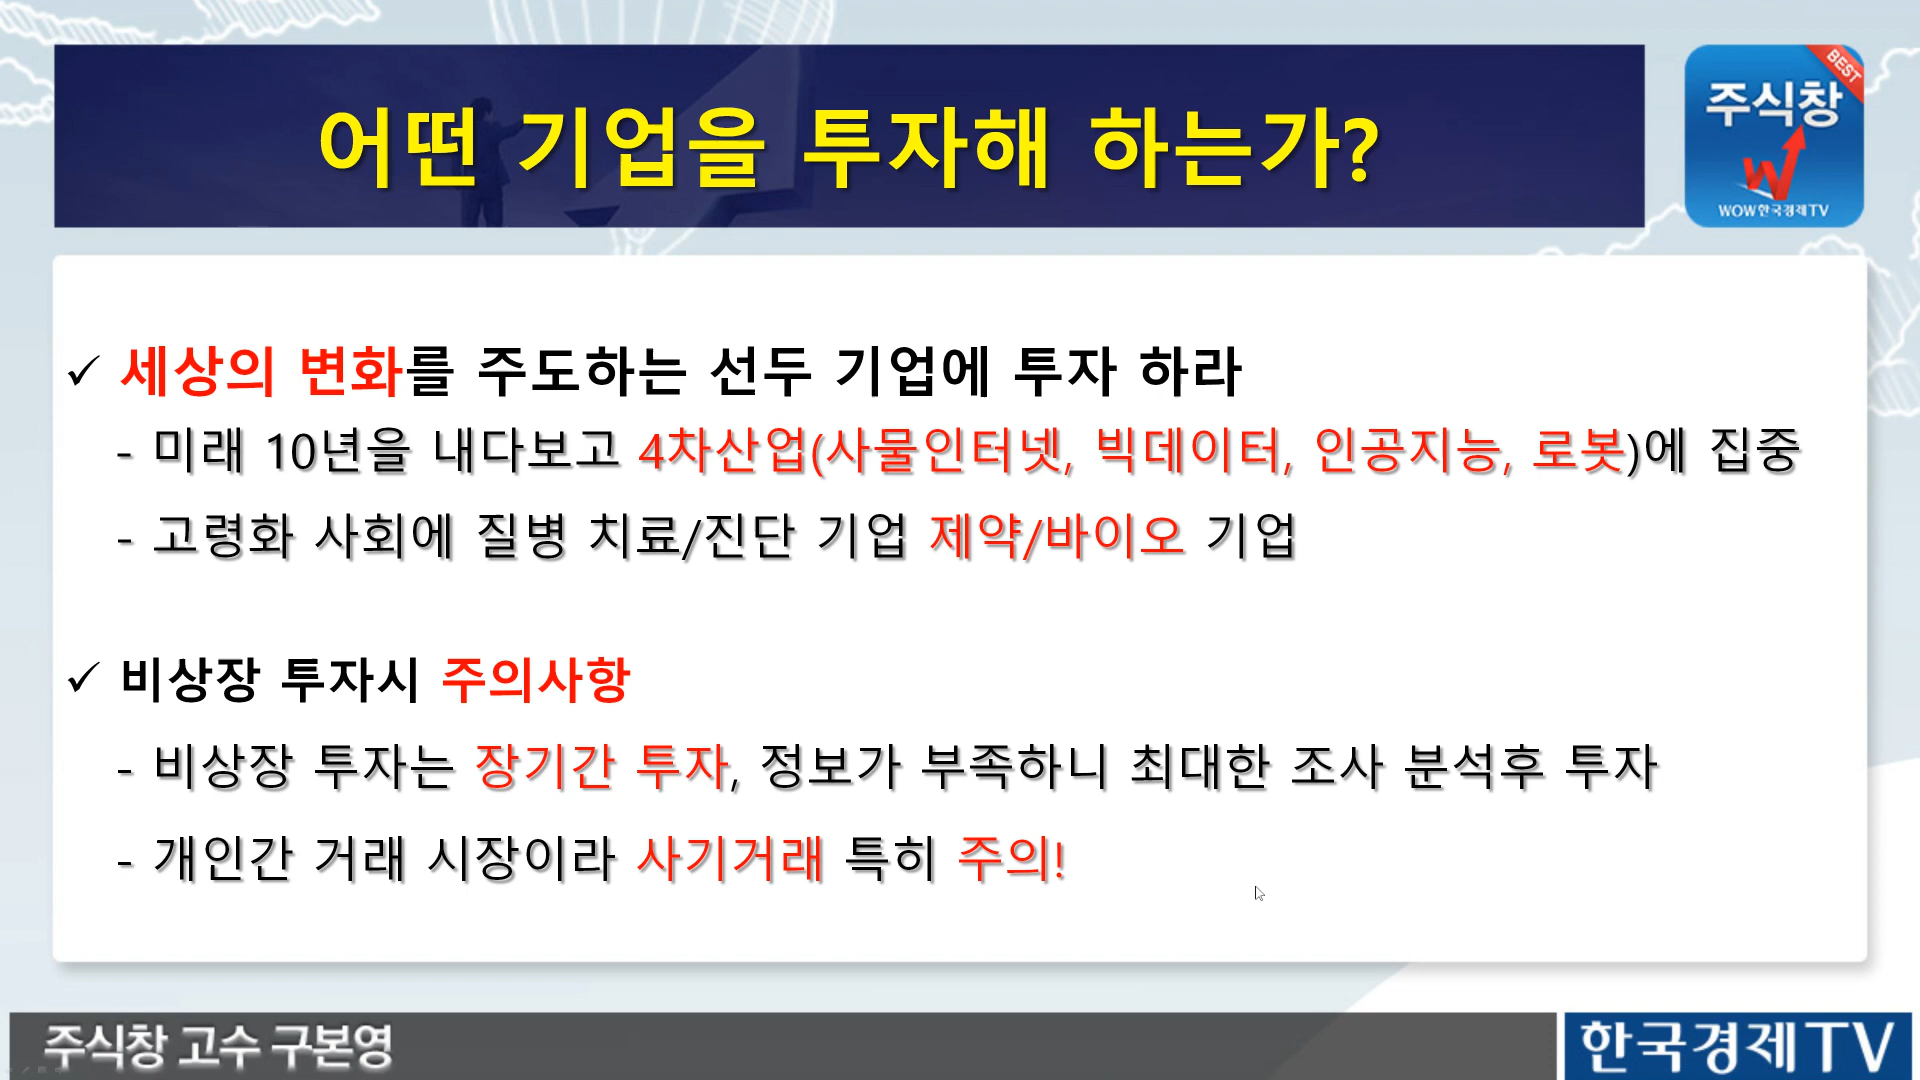 어떤 기업을 투자해 하는가?
BEST
주식창
WOW한국경제TV
✓ 세상의 변화를 주도하는 선두 기업에 투자 하라
- 미래 10년을 내다보고 4차산업(사물인터넷, 빅데이터, 인공지능, 로봇)에 집중
- 고령화 사회에 질병 치료/진단 기업 제약/바이오 기업
✓ 비상장 투자시 주의사항
- 비상장 투자는 장기간 투자, 정보가 부족하니 최대한 조사 분석후 투자
- 개인간 거래 시장이라 사기거래 특히 주의!
주식창 고수 구본영
한국경제TV